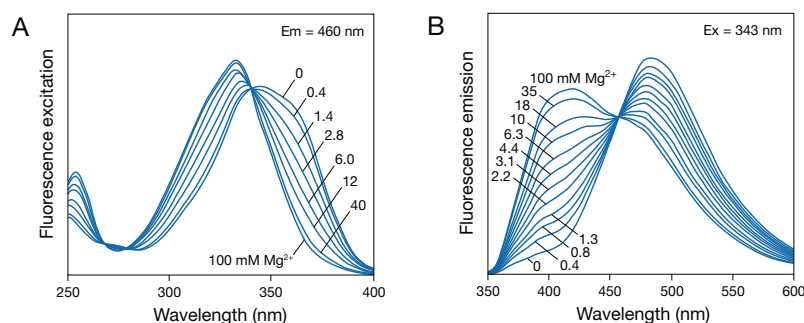 A
Em = 460 nm
Fluorescence excitation
0
0.4
1.4
2.8
6.0
12
40
100 mM Mg²⁺
250
300
350
400
Wavelength (nm)
B
Ex = 343 nm
Fluorescence emission
100 mM Mg²⁺
35
18
10
6.3
4.4
3.1
2.2
1.3
0.8
0.4
0
350
400
450
500
550
600
Wavelength (nm)